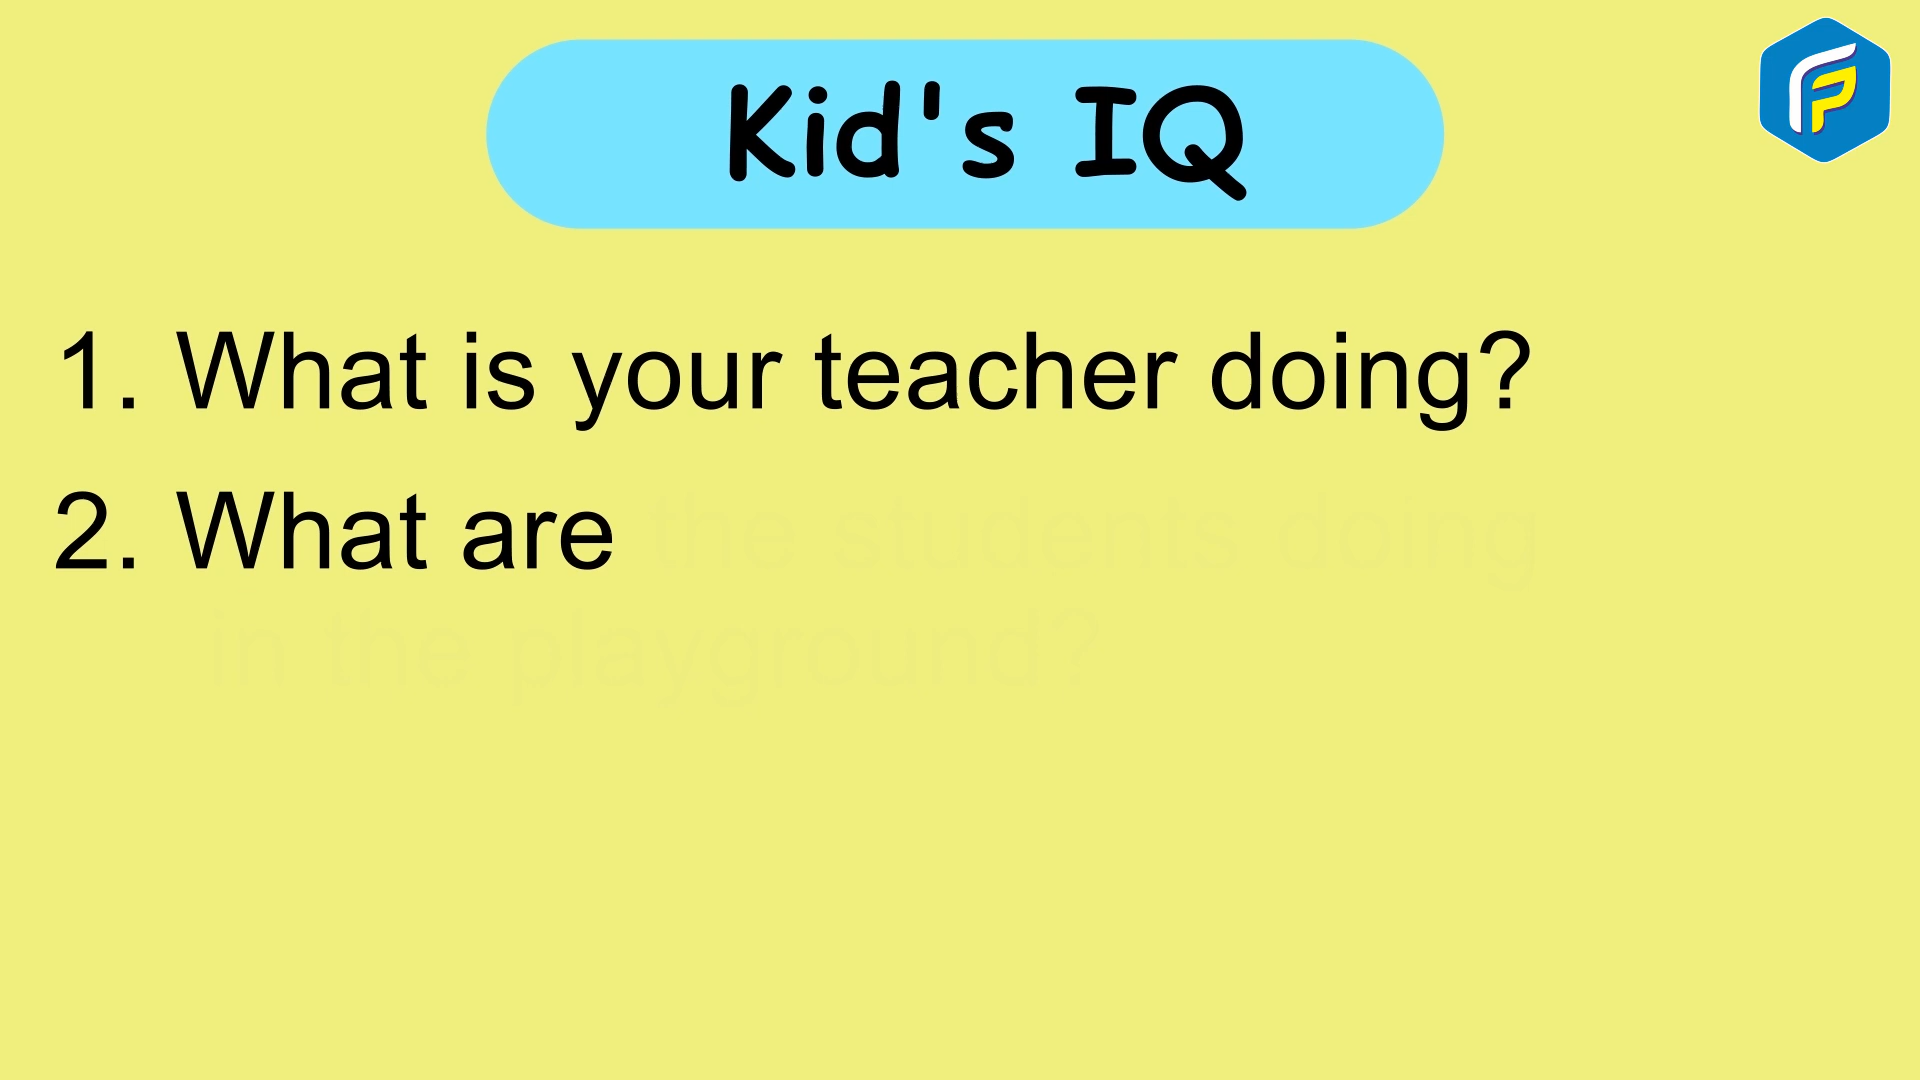 Kid's IQ
1. What is your teacher doing?
2. What are the students doing
in the playground?